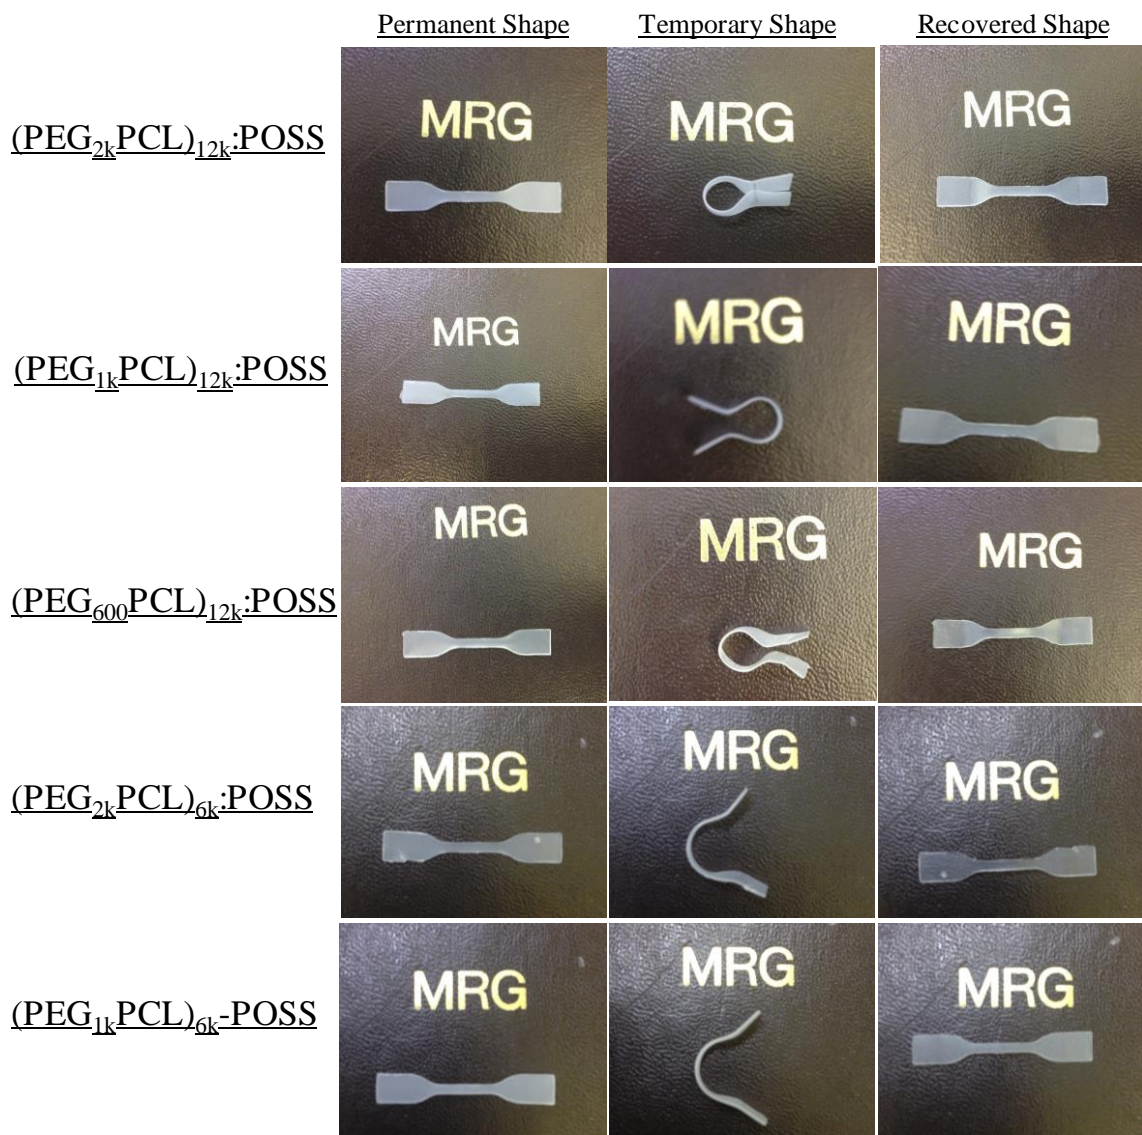 Permanent Shape Temporary Shape Recovered Shape
(PEG2kPCL)12k:POSS MRG MRG MRG
(PEG1kPCL)12k:POSS MRG MRG MRG
(PEG600PCL)12k:POSS MRG MRG MRG
(PEG2kPCL)6k:POSS MRG MRG MRG
(PEG1kPCL)6k-POSS MRG MRG MRG